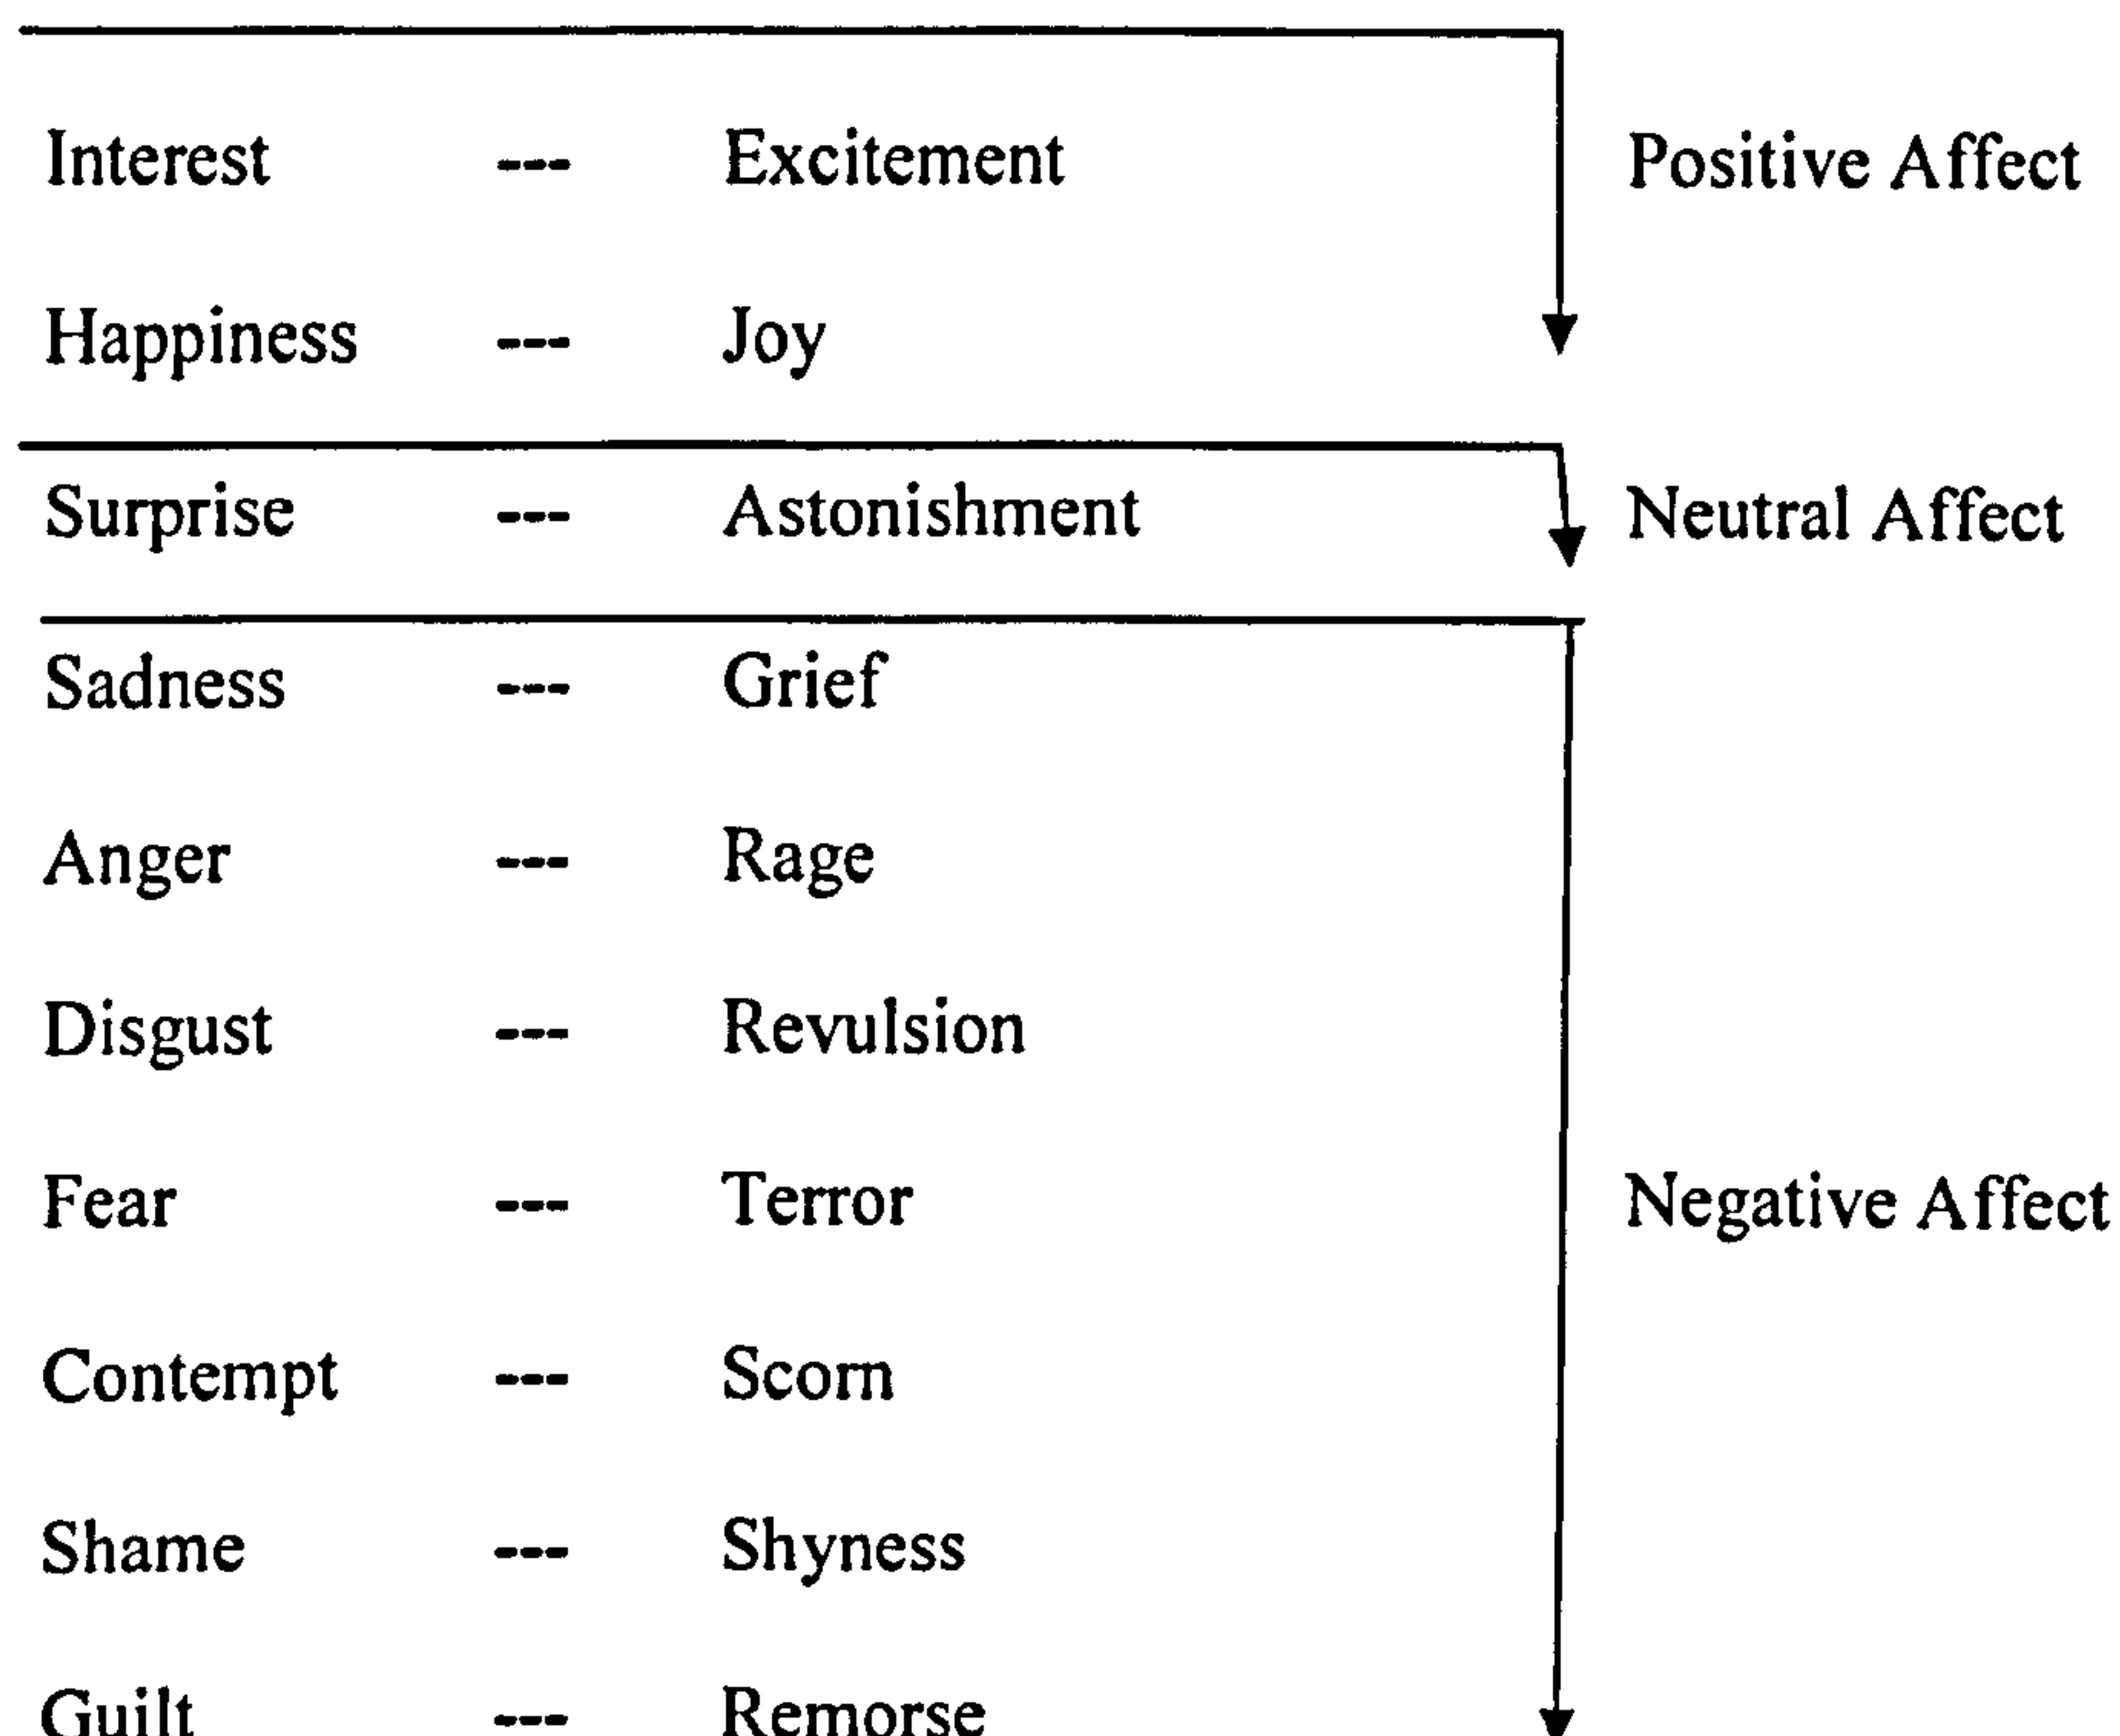 Interest --- Excitement Positive Affect
Happiness --- Joy
Surprise --- Astonishment Neutral Affect
Sadness --- Grief
Anger --- Rage
Disgust --- Revulsion
Fear --- Terror Negative Affect
Contempt --- Scorn
Shame --- Shyness
Guilt --- Remorse